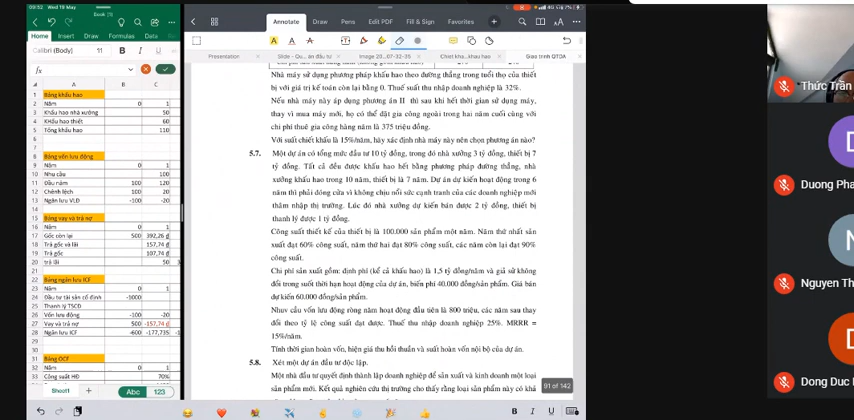 09:53 Wed 19 May
Book (1)
Home Insert Draw Formulas Data
Calibri (Body) 11 B I U
fx
A B C
1 Bảng khấu hao
2 Năm 0 1
3 Khấu hao nhà xưởng 50
4 KHấu hao thiết 60
5 Tổng khấu hao 110
6
7
8 Bảng vốn lưu động
9 Năm 0 1
10 Nhu cầu 100
11 Đầu năm 100 120
12 Chênh lệch 100 20
13 Ngân lưu VLĐ -100 -20
14
15 Bảng vay và trả nợ
16 Năm 0 1
17 Gốc còn lại 500 392,26 ₫
18 Trả gốc và lãi 157,74 ₫
19 Trả gốc 107,74 ₫
20 trả lãi 50
21
22 Bảng ngân lưu ICF
23 Năm 0 1
24 Đầu tư tài sản cố định -1000
25 Thanh lý TSCD
26 Vốn lưu động -100 -20
27 Vay và trả nợ 500 -157,74 ₫
28 Ngân lưu ICF -600 -177,735
31 Bảng OCF
32 Năm 0 1
33 Công suất HĐ 70%
Sheet1 + Abc 123
Annotate Draw Pens Edit PDF Fill & Sign Favorites
Presentation Slide - Qu... án đầu tư Image 20...07-32-35 Chiet kha...khau hao Giao trinh QTDA
Nhà máy sử dụng phương pháp khấu hao theo đường thẳng trong tuổi thọ của thiết
bị với giá trị kế toán còn lại bằng 0. Thuế suất thu nhập doanh nghiệp là 32%.
Nếu nhà máy này áp dụng phương án II thì sau khi hết thời gian sử dụng máy,
thay vì mua máy mới, họ có thể đặt gia công ngoài trong hai năm cuối cùng với
chi phí thuê gia công hàng năm là 375 triệu đồng.
Với suất chiết khấu là 15%/năm, hãy xác định nhà máy này nên chọn phương án nào?
5.7. Một dự án có tổng mức đầu tư 10 tỷ đồng, trong đó nhà xưởng 3 tỷ đồng, thiết bị 7
tỷ đồng. Tất cả đều được khấu hao hết bằng phương pháp đường thẳng, nhà
xưởng khấu hao trong 10 năm, thiết bị là 7 năm. Dự án dự kiến hoạt động trong 6
năm thì phải đóng cửa vì không chịu nổi sức cạnh tranh của các doanh nghiệp mới
thâm nhập thị trường. Lúc đó nhà xưởng dự kiến bán được 2 tỷ đồng, thiết bị
thanh lý được 1 tỷ đồng.
Công suất thiết kế của thiết bị là 100.000 sản phẩm một năm. Năm thứ nhất sản
xuất đạt 60% công suất, năm thứ hai đạt 80% công suất, các năm còn lại đạt 90%
công suất.
Chi phí sản xuất gồm: định phí (kể cả khấu hao) là 1,5 tỷ đồng/năm và giả sử không
đổi trong suốt thời hạn hoạt động của dự án, biến phí 40.000 đồng/sản phẩm. Giá bán
dự kiến 60.000 đồng/sản phẩm.
Nhu cầu vốn lưu động ròng năm hoạt động đầu tiên là 800 triệu, các năm sau thay
đổi theo tỷ lệ công suất đạt được. Thuế thu nhập doanh nghiệp 25%. MRRR =
15%/năm.
Tính thời gian hoàn vốn, hiện giá thu hồi thuần và suất hoàn vốn nội bộ của dự án.
5.8. Xét một dự án đầu tư độc lập.
Một nhà đầu tư quyết định thành lập doanh nghiệp để sản xuất và kinh doanh một loại
sản phẩm mới. Kết quả nghiên cứu thị trường cho thấy rằng loại sản phẩm này có khả
91 of 142
B I U
Thức Trần
Duong Pha
Nguyen Th
Dong Duc